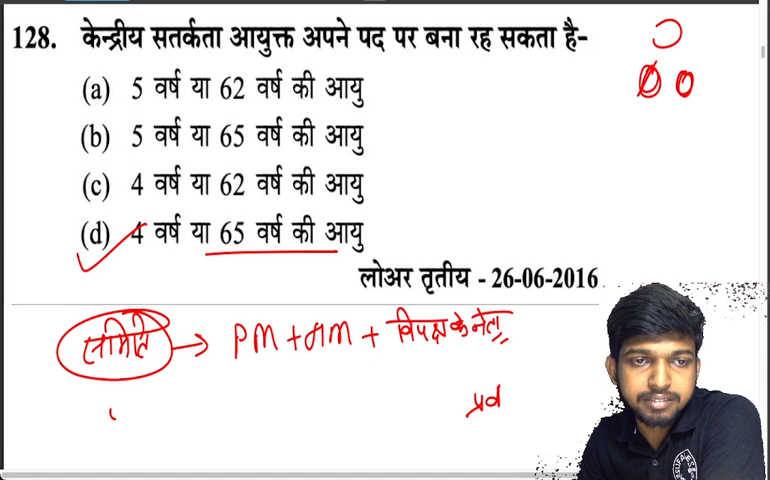 128. केन्द्रीय सतर्कता आयुक्त अपने पद पर बना रह सकता है-
(a) 5 वर्ष या 62 वर्ष की आयु
(b) 5 वर्ष या 65 वर्ष की आयु
(c) 4 वर्ष या 62 वर्ष की आयु
(d) 4 वर्ष या 65 वर्ष की आयु
लोअर तृतीय - 26-06-2016
समिति → PM + HM + विपक्ष के नेता